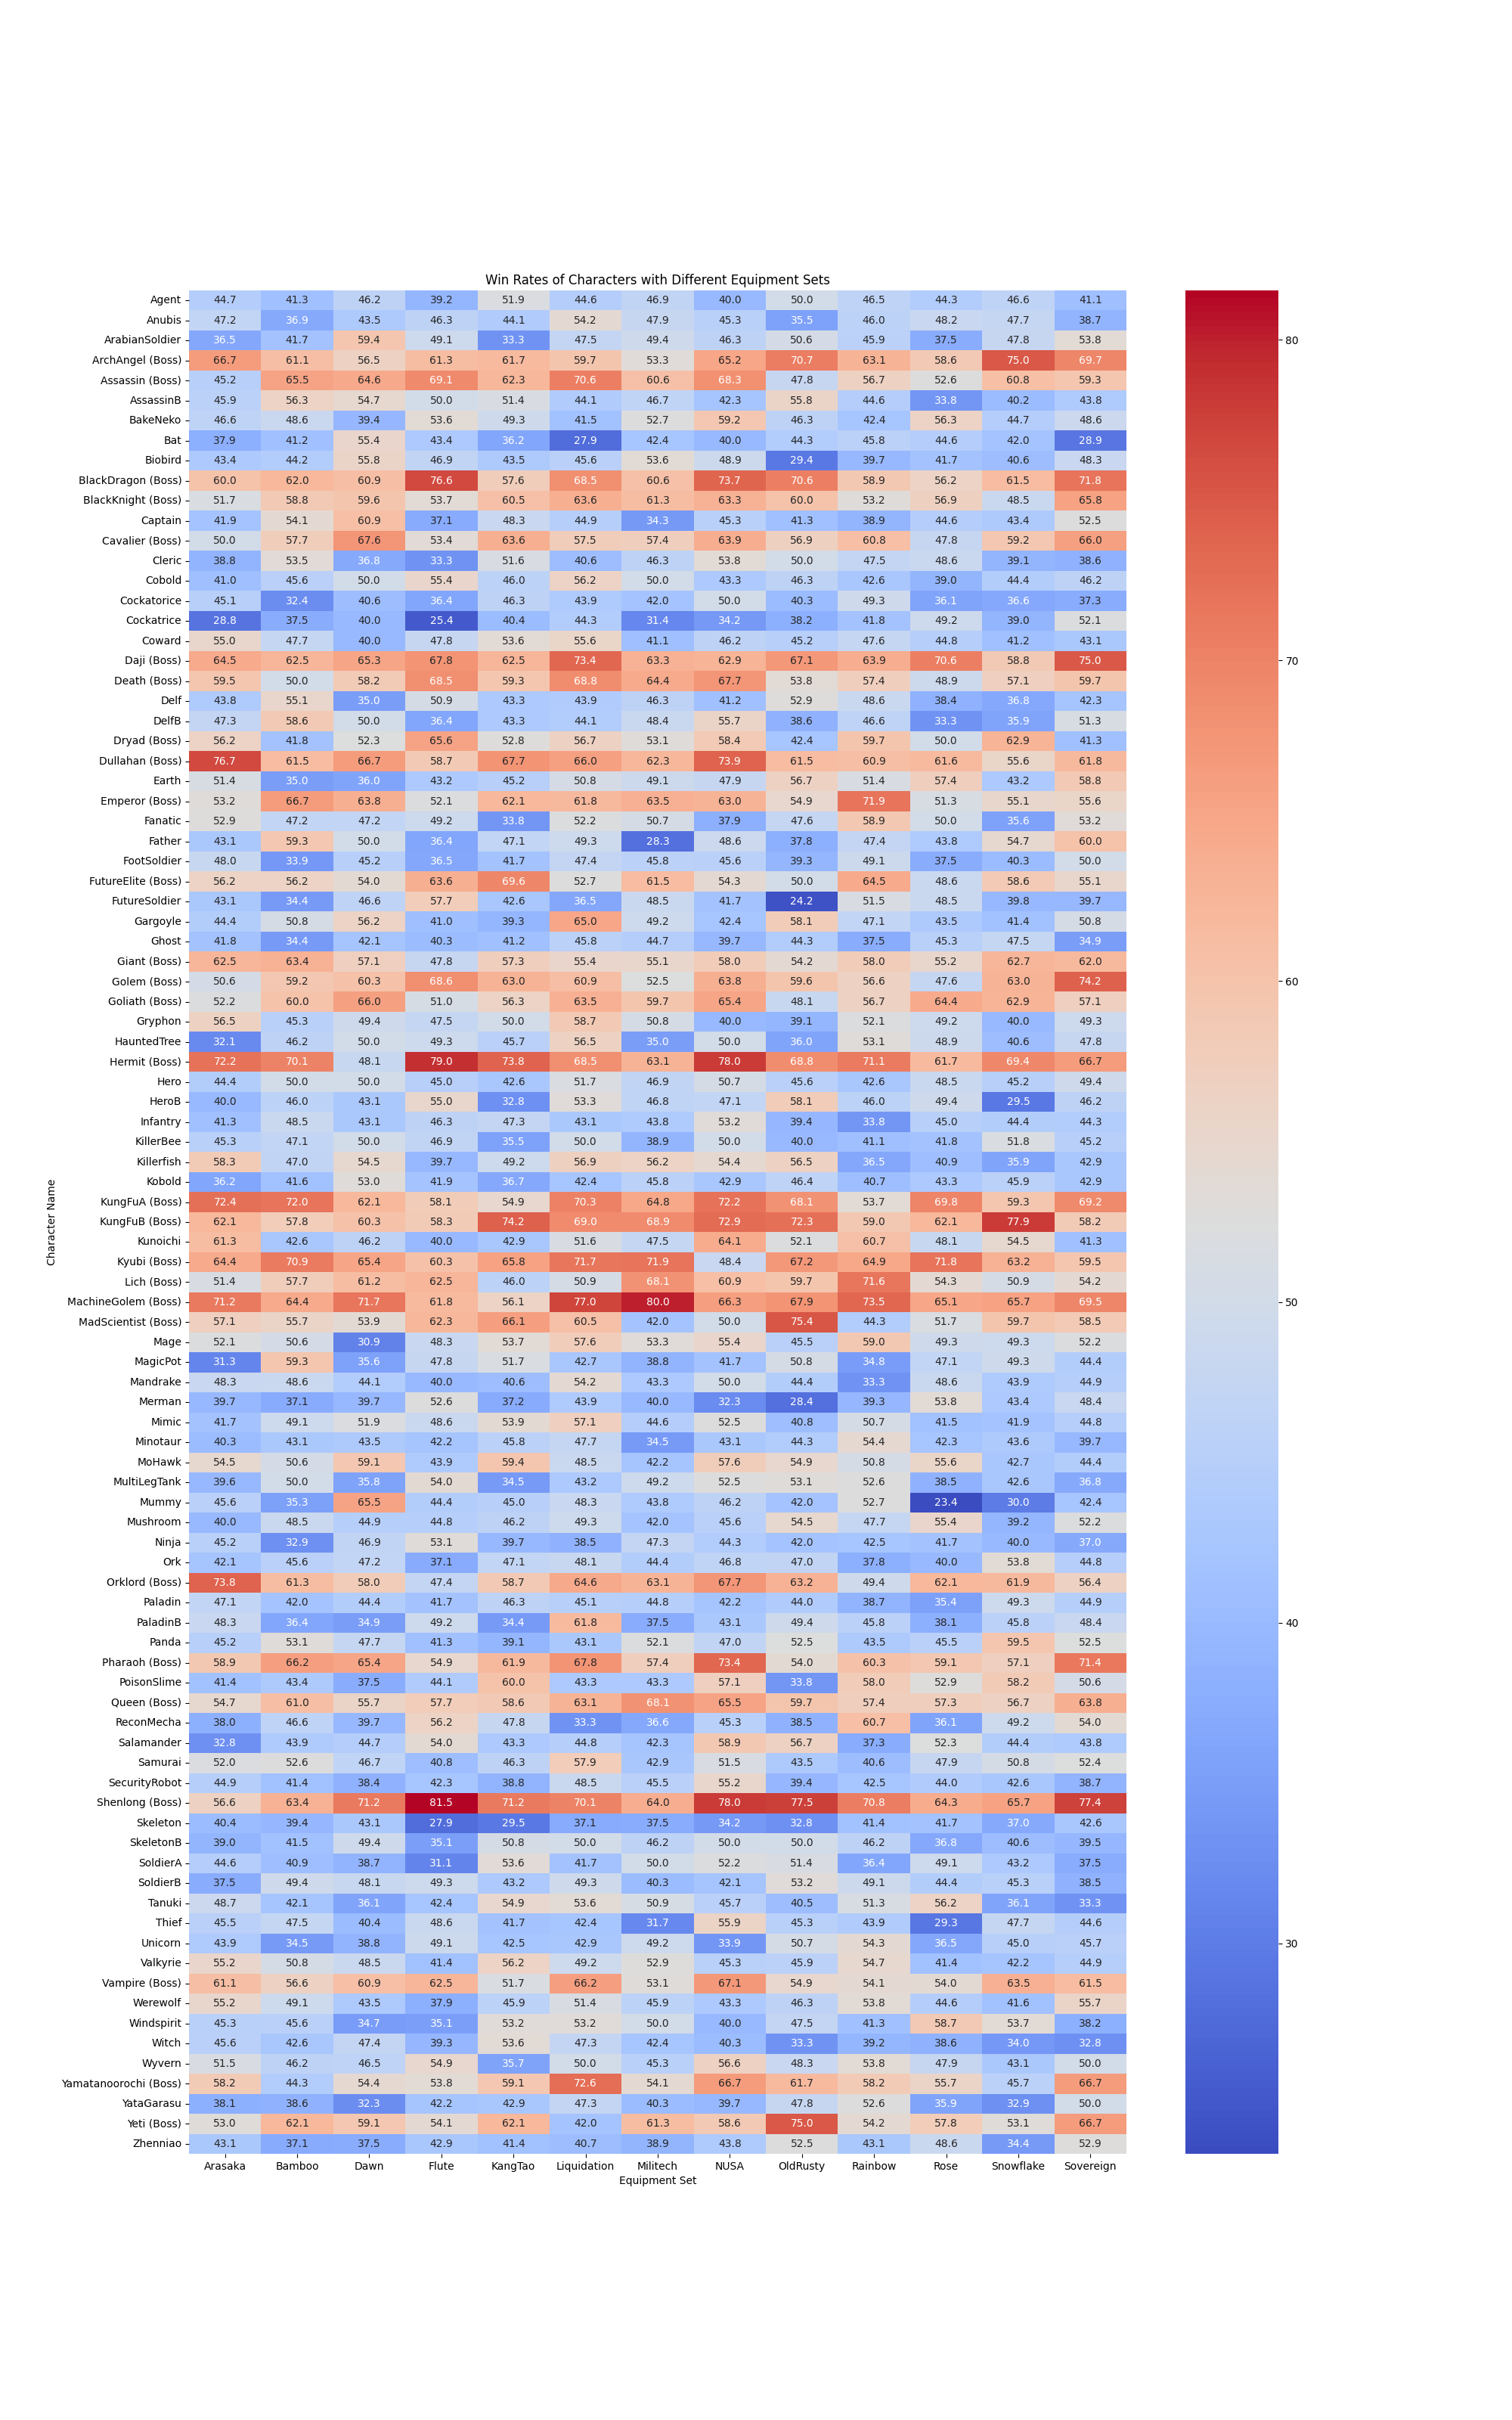 Win Rates of Characters with Different Equipment Sets
Agent 44.7 41.3 46.2 39.2 51.9 44.6 46.9 40.0 50.0 46.5 44.3 46.6 41.1
Anubis 47.2 36.9 43.5 46.3 44.1 54.2 47.9 45.3 35.5 46.0 48.2 47.7 38.7
ArabianSoldier 36.5 41.7 59.4 49.1 33.3 47.5 49.4 46.3 50.6 45.9 37.5 47.8 53.8
ArchAngel (Boss) 66.7 61.1 56.5 61.3 61.7 59.7 53.3 65.2 70.7 63.1 58.6 75.0 69.7
Assassin (Boss) 45.2 65.5 64.6 69.1 62.3 70.6 60.6 68.3 47.8 56.7 52.6 60.8 59.3
AssassinB 45.9 56.3 54.7 50.0 51.4 44.1 46.7 42.3 55.8 44.6 33.8 40.2 43.8
BakeNeko 46.6 48.6 39.4 53.6 49.3 41.5 52.7 59.2 46.3 42.4 56.3 44.7 48.6
Bat 37.9 41.2 55.4 43.4 36.2 27.9 42.4 40.0 44.3 45.8 44.6 42.0 28.9
Biobird 43.4 44.2 55.8 46.9 43.5 45.6 53.6 48.9 29.4 39.7 41.7 40.6 48.3
BlackDragon (Boss) 60.0 62.0 60.9 76.6 57.6 68.5 60.6 73.7 70.6 58.9 56.2 61.5 71.8
BlackKnight (Boss) 51.7 58.8 59.6 53.7 60.5 63.6 61.3 63.3 60.0 53.2 56.9 48.5 65.8
Captain 41.9 54.1 60.9 37.1 48.3 44.9 34.3 45.3 41.3 38.9 44.6 43.4 52.5
Cavalier (Boss) 50.0 57.7 67.6 53.4 63.6 57.5 57.4 63.9 56.9 60.8 47.8 59.2 66.0
Cleric 38.8 53.5 36.8 33.3 51.6 40.6 46.3 53.8 50.0 47.5 48.6 39.1 38.6
Cobold 41.0 45.6 50.0 55.4 46.0 56.2 50.0 43.3 46.3 42.6 39.0 44.4 46.2
Cockatorice 45.1 32.4 40.6 36.4 46.3 43.9 42.0 50.0 40.3 49.3 36.1 36.6 37.3
Cockatrice 28.8 37.5 40.0 25.4 40.4 44.3 31.4 34.2 38.2 41.8 49.2 39.0 52.1
Coward 55.0 47.7 40.0 47.8 53.6 55.6 41.1 46.2 45.2 47.6 44.8 41.2 43.1
Daji (Boss) 64.5 62.5 65.3 67.8 62.5 73.4 63.3 62.9 67.1 63.9 70.6 58.8 75.0
Death (Boss) 59.5 50.0 58.2 68.5 59.3 68.8 64.4 67.7 53.8 57.4 48.9 57.1 59.7
Delf 43.8 55.1 35.0 50.9 43.3 43.9 46.3 41.2 52.9 48.6 38.4 36.8 42.3
DelfB 47.3 58.6 50.0 36.4 43.3 44.1 48.4 55.7 38.6 46.6 33.3 35.9 51.3
Dryad (Boss) 56.2 41.8 52.3 65.6 52.8 56.7 53.1 58.4 42.4 59.7 50.0 62.9 41.3
Dullahan (Boss) 76.7 61.5 66.7 58.7 67.7 66.0 62.3 73.9 61.5 60.9 61.6 55.6 61.8
Earth 51.4 35.0 36.0 43.2 45.2 50.8 49.1 47.9 56.7 51.4 57.4 43.2 58.8
Emperor (Boss) 53.2 66.7 63.8 52.1 62.1 61.8 63.5 63.0 54.9 71.9 51.3 55.1 55.6
Fanatic 52.9 47.2 47.2 49.2 33.8 52.2 50.7 37.9 47.6 58.9 50.0 35.6 53.2
Father 43.1 59.3 50.0 36.4 47.1 49.3 28.3 48.6 37.8 47.4 43.8 54.7 60.0
FootSoldier 48.0 33.9 45.2 36.5 41.7 47.4 45.8 45.6 39.3 49.1 37.5 40.3 50.0
FutureElite (Boss) 56.2 56.2 54.0 63.6 69.6 52.7 61.5 54.3 50.0 64.5 48.6 58.6 55.1
FutureSoldier 43.1 34.4 46.6 57.7 42.6 36.5 48.5 41.7 24.2 51.5 48.5 39.8 39.7
Gargoyle 44.4 50.8 56.2 41.0 39.3 65.0 49.2 42.4 58.1 47.1 43.5 41.4 50.8
Ghost 41.8 34.4 42.1 40.3 41.2 45.8 44.7 39.7 44.3 37.5 45.3 47.5 34.9
Giant (Boss) 62.5 63.4 57.1 47.8 57.3 55.4 55.1 58.0 54.2 58.0 55.2 62.7 62.0
Golem (Boss) 50.6 59.2 60.3 68.6 63.0 60.9 52.5 63.8 59.6 56.6 47.6 63.0 74.2
Goliath (Boss) 52.2 60.0 66.0 51.0 56.3 63.5 59.7 65.4 48.1 56.7 64.4 62.9 57.1
Gryphon 56.5 45.3 49.4 47.5 50.0 58.7 50.8 40.0 39.1 52.1 49.2 40.0 49.3
HauntedTree 32.1 46.2 50.0 49.3 45.7 56.5 35.0 50.0 36.0 53.1 48.9 40.6 47.8
Hermit (Boss) 72.2 70.1 48.1 79.0 73.8 68.5 63.1 78.0 68.8 71.1 61.7 69.4 66.7
Hero 44.4 50.0 50.0 45.0 42.6 51.7 46.9 50.7 45.6 42.6 48.5 45.2 49.4
HeroB 40.0 46.0 43.1 55.0 32.8 53.3 46.8 47.1 58.1 46.0 49.4 29.5 46.2
Infantry 41.3 48.5 43.1 46.3 47.3 43.1 43.8 53.2 39.4 33.8 45.0 44.4 44.3
KillerBee 45.3 47.1 50.0 46.9 35.5 50.0 38.9 50.0 40.0 41.1 41.8 51.8 45.2
Killerfish 58.3 47.0 54.5 39.7 49.2 56.9 56.2 54.4 56.5 36.5 40.9 35.9 42.9
Kobold 36.2 41.6 53.0 41.9 36.7 42.4 45.8 42.9 46.4 40.7 43.3 45.9 42.9
KungFuA (Boss) 72.4 72.0 62.1 58.1 54.9 70.3 64.8 72.2 68.1 53.7 69.8 59.3 69.2
KungFuB (Boss) 62.1 57.8 60.3 58.3 74.2 69.0 68.9 72.9 72.3 59.0 62.1 77.9 58.2
Kunoichi 61.3 42.6 46.2 40.0 42.9 51.6 47.5 64.1 52.1 60.7 48.1 54.5 41.3
Kyubi (Boss) 64.4 70.9 65.4 60.3 65.8 71.7 71.9 48.4 67.2 64.9 71.8 63.2 59.5
Lich (Boss) 51.4 57.7 61.2 62.5 46.0 50.9 68.1 60.9 59.7 71.6 54.3 50.9 54.2
MachineGolem (Boss) 71.2 64.4 71.7 61.8 56.1 77.0 80.0 66.3 67.9 73.5 65.1 65.7 69.5
MadScientist (Boss) 57.1 55.7 53.9 62.3 66.1 60.5 42.0 50.0 75.4 44.3 51.7 59.7 58.5
Mage 52.1 50.6 30.9 48.3 53.7 57.6 53.3 55.4 45.5 59.0 49.3 49.3 52.2
MagicPot 31.3 59.3 35.6 47.8 51.7 42.7 38.8 41.7 50.8 34.8 47.1 49.3 44.4
Mandrake 48.3 48.6 44.1 40.0 40.6 54.2 43.3 50.0 44.4 33.3 48.6 43.9 44.9
Merman 39.7 37.1 39.7 52.6 37.2 43.9 40.0 32.3 28.4 39.3 53.8 43.4 48.4
Mimic 41.7 49.1 51.9 48.6 53.9 57.1 44.6 52.5 40.8 50.7 41.5 41.9 44.8
Minotaur 40.3 43.1 43.5 42.2 45.8 47.7 34.5 43.1 44.3 54.4 42.3 43.6 39.7
MoHawk 54.5 50.6 59.1 43.9 59.4 48.5 42.2 57.6 54.9 50.8 55.6 42.7 44.4
MultiLegTank 39.6 50.0 35.8 54.0 34.5 43.2 49.2 52.5 53.1 52.6 38.5 42.6 36.8
Mummy 45.6 35.3 65.5 44.4 45.0 48.3 43.8 46.2 42.0 52.7 23.4 30.0 42.4
Mushroom 40.0 48.5 44.9 44.8 46.2 49.3 42.0 45.6 54.5 47.7 55.4 39.2 52.2
Ninja 45.2 32.9 46.9 53.1 39.7 38.5 47.3 44.3 42.0 42.5 41.7 40.0 37.0
Ork 42.1 45.6 47.2 37.1 47.1 48.1 44.4 46.8 47.0 37.8 40.0 53.8 44.8
Orklord (Boss) 73.8 61.3 58.0 47.4 58.7 64.6 63.1 67.7 63.2 49.4 62.1 61.9 56.4
Paladin 47.1 42.0 44.4 41.7 46.3 45.1 44.8 42.2 44.0 38.7 35.4 49.3 44.9
PaladinB 48.3 36.4 34.9 49.2 34.4 61.8 37.5 43.1 49.4 45.8 38.1 45.8 48.4
Panda 45.2 53.1 47.7 41.3 39.1 43.1 52.1 47.0 52.5 43.5 45.5 59.5 52.5
Pharaoh (Boss) 58.9 66.2 65.4 54.9 61.9 67.8 57.4 73.4 54.0 60.3 59.1 57.1 71.4
PoisonSlime 41.4 43.4 37.5 44.1 60.0 43.3 43.3 57.1 33.8 58.0 52.9 58.2 50.6
Queen (Boss) 54.7 61.0 55.7 57.7 58.6 63.1 68.1 65.5 59.7 57.4 57.3 56.7 63.8
ReconMecha 38.0 46.6 39.7 56.2 47.8 33.3 36.6 45.3 38.5 60.7 36.1 49.2 54.0
Salamander 32.8 43.9 44.7 54.0 43.3 44.8 42.3 58.9 56.7 37.3 52.3 44.4 43.8
Samurai 52.0 52.6 46.7 40.8 46.3 57.9 42.9 51.5 43.5 40.6 47.9 50.8 52.4
SecurityRobot 44.9 41.4 38.4 42.3 38.8 48.5 45.5 55.2 39.4 42.5 44.0 42.6 38.7
Shenlong (Boss) 56.6 63.4 71.2 81.5 71.2 70.1 64.0 78.0 77.5 70.8 64.3 65.7 77.4
Skeleton 40.4 39.4 43.1 27.9 29.5 37.1 37.5 34.2 32.8 41.4 41.7 37.0 42.6
SkeletonB 39.0 41.5 49.4 35.1 50.8 50.0 46.2 50.0 50.0 46.2 36.8 40.6 39.5
SoldierA 44.6 40.9 38.7 31.1 53.6 41.7 50.0 52.2 51.4 36.4 49.1 43.2 37.5
SoldierB 37.5 49.4 48.1 49.3 43.2 49.3 40.3 42.1 53.2 49.1 44.4 45.3 38.5
Tanuki 48.7 42.1 36.1 42.4 54.9 53.6 50.9 45.7 40.5 51.3 56.2 36.1 33.3
Thief 45.5 47.5 40.4 48.6 41.7 42.4 31.7 55.9 45.3 43.9 29.3 47.7 44.6
Unicorn 43.9 34.5 38.8 49.1 42.5 42.9 49.2 33.9 50.7 54.3 36.5 45.0 45.7
Valkyrie 55.2 50.8 48.5 41.4 56.2 49.2 52.9 45.3 45.9 54.7 41.4 42.2 44.9
Vampire (Boss) 61.1 56.6 60.9 62.5 51.7 66.2 53.1 67.1 54.9 54.1 54.0 63.5 61.5
Werewolf 55.2 49.1 43.5 37.9 45.9 51.4 45.9 43.3 46.3 53.8 44.6 41.6 55.7
Windspirit 45.3 45.6 34.7 35.1 53.2 53.2 50.0 40.0 47.5 41.3 58.7 53.7 38.2
Witch 45.6 42.6 47.4 39.3 53.6 47.3 42.4 40.3 33.3 39.2 38.6 34.0 32.8
Wyvern 51.5 46.2 46.5 54.9 35.7 50.0 45.3 56.6 48.3 53.8 47.9 43.1 50.0
Yamatanoorochi (Boss) 58.2 44.3 54.4 53.8 59.1 72.6 54.1 66.7 61.7 58.2 55.7 45.7 66.7
YataGarasu 38.1 38.6 32.3 42.2 42.9 47.3 40.3 39.7 47.8 52.6 35.9 32.9 50.0
Yeti (Boss) 53.0 62.1 59.1 54.1 62.1 42.0 61.3 58.6 75.0 54.2 57.8 53.1 66.7
Zhenniao 43.1 37.1 37.5 42.9 41.4 40.7 38.9 43.8 52.5 43.1 48.6 34.4 52.9
Arasaka Bamboo Dawn Flute KangTao Liquidation Militech NUSA OldRusty Rainbow Rose Snowflake Sovereign
Equipment Set
Character Name
80
70
60
50
40
30